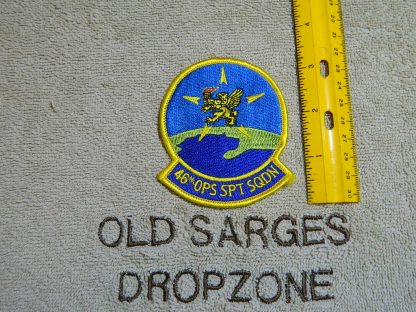 46TH OPS SPT SQDN
OLD SARGES
DROPZONE